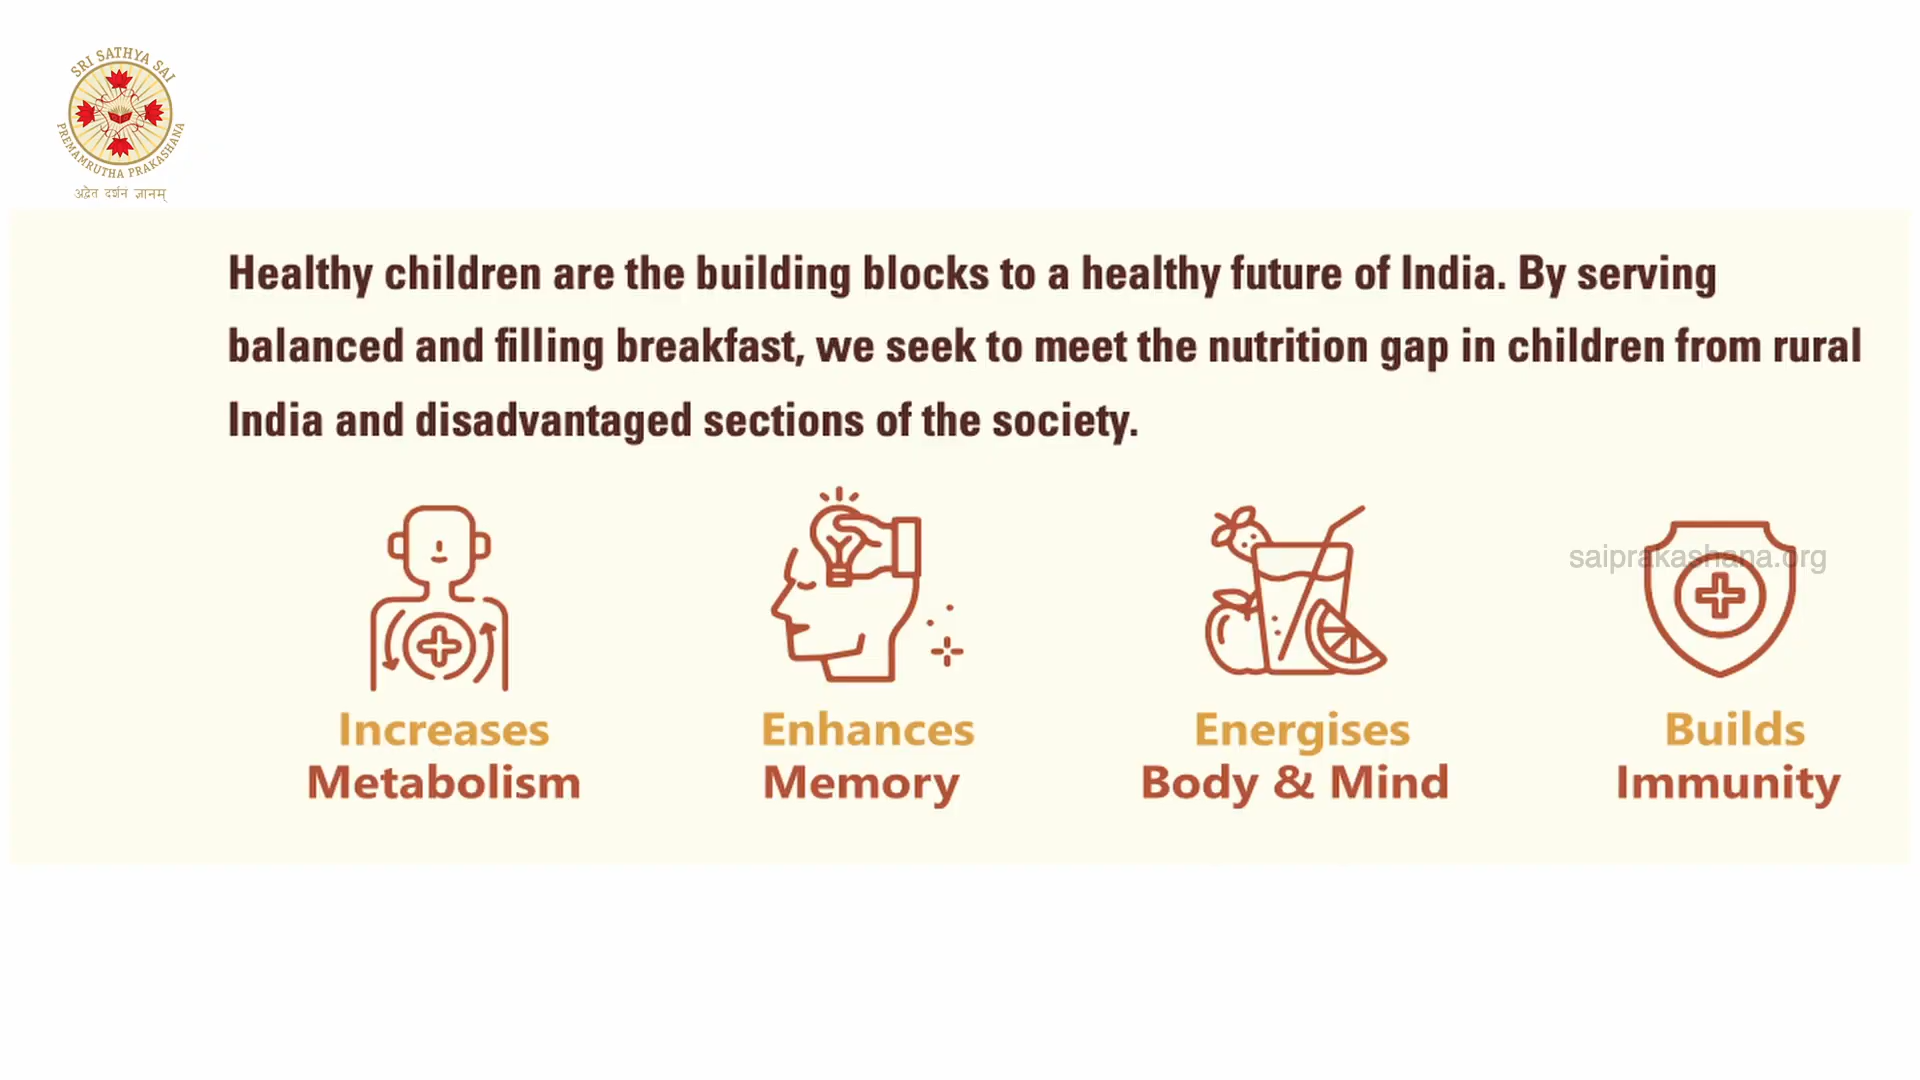 SRI SATHYA SAI
PREMAMRUTHA PRAKASHANA
अद्वैत दर्शन ज्ञानम्
Healthy children are the building blocks to a healthy future of India. By serving
balanced and filling breakfast, we seek to meet the nutrition gap in children from rural
India and disadvantaged sections of the society.
saiprakashana.org
Increases
Metabolism
Enhances
Memory
Energises
Body & Mind
Builds
Immunity